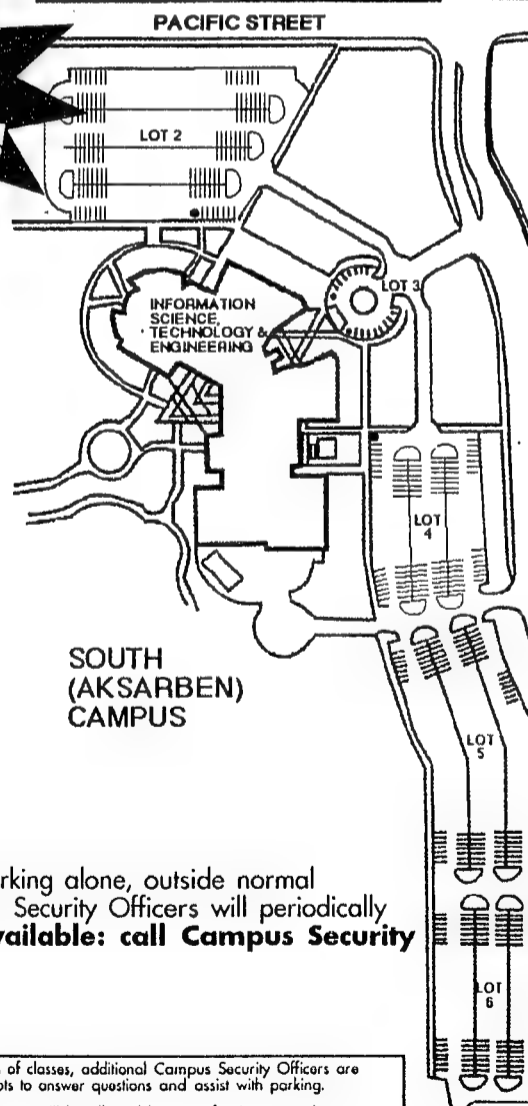 PACIFIC STREET
LOT 2
LOT 3
INFORMATION
SCIENCE,
TECHNOLOGY &
ENGINEERING
LOT
4
SOUTH
(AKSARBEN)
CAMPUS
LOT
5
rking alone, outside normal
Security Officers will periodically
vailable: call Campus Security
LOT
6
of classes, additional Campus Security Officers are
ots to answer questions and assist with parking.